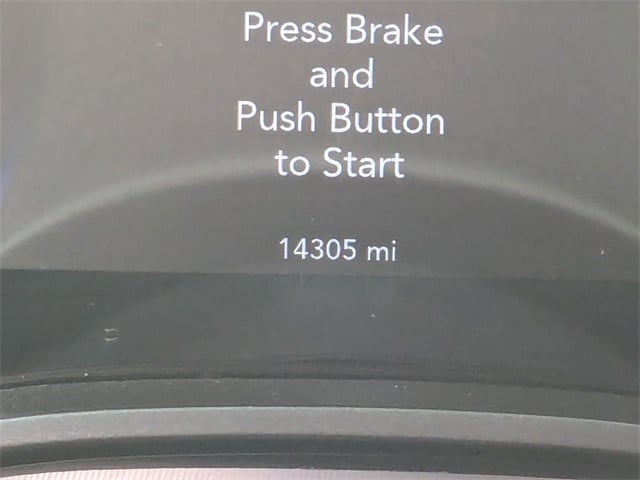 Press Brake
and
Push Button
to Start
14305 mi